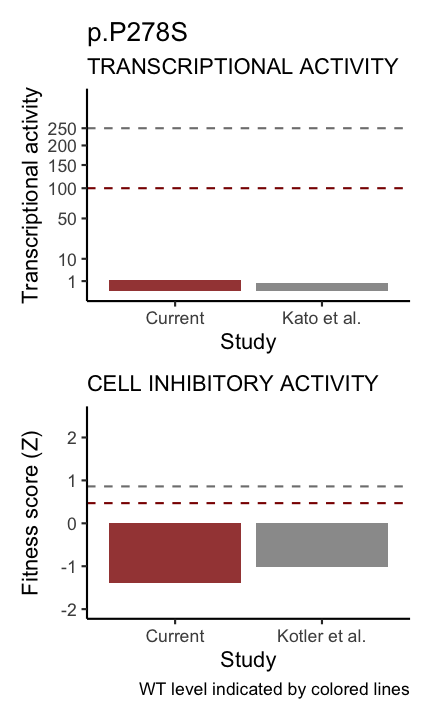 p.P278S
TRANSCRIPTIONAL ACTIVITY
Transcriptional activity
250
200
150
100
50
10
1
Current
Kato et al.
Study
CELL INHIBITORY ACTIVITY
Fitness score (Z)
2
1
0
-1
-2
Current
Kotler et al.
Study
WT level indicated by colored lines